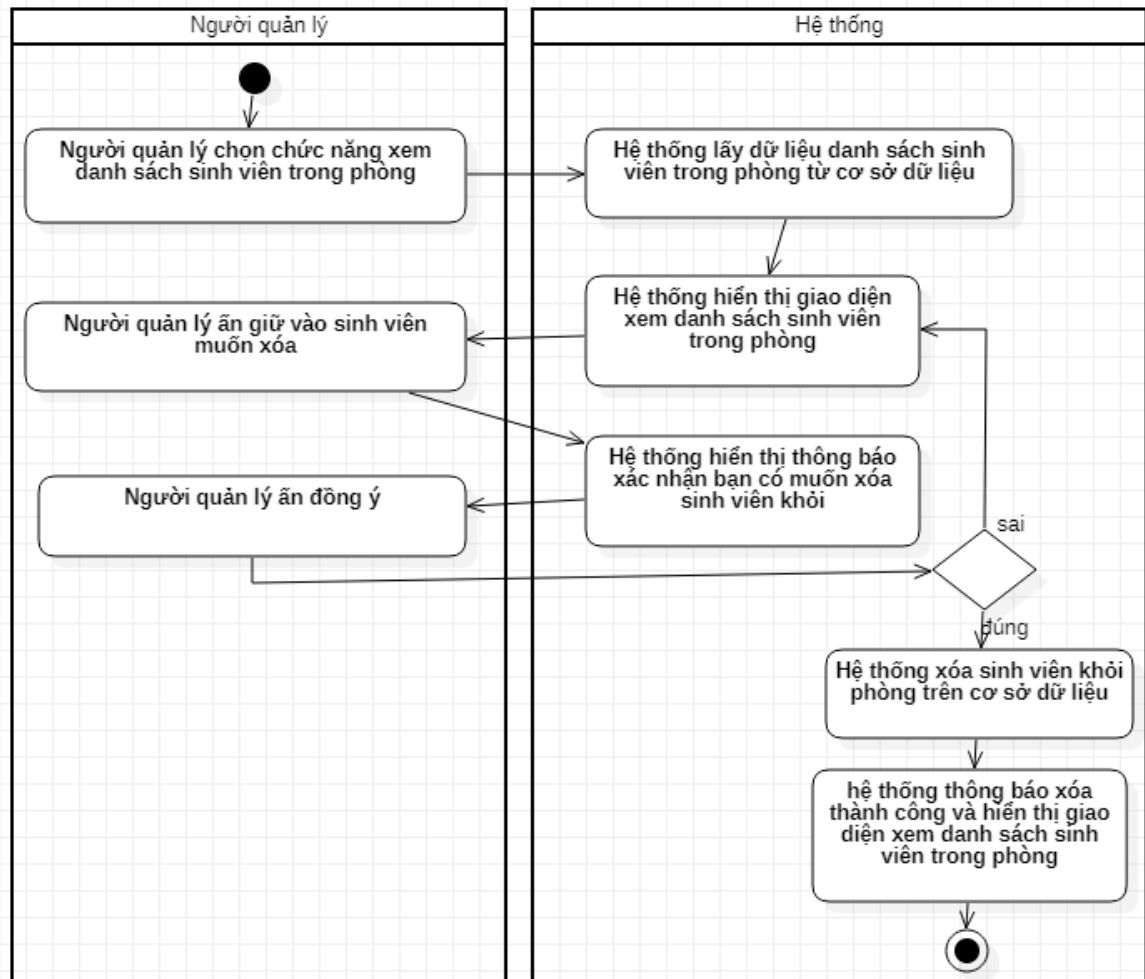 Người quản lý
Hệ thống
Người quản lý chọn chức năng xem
danh sách sinh viên trong phòng
Hệ thống lấy dữ liệu danh sách sinh
viên trong phòng từ cơ sở dữ liệu
Hệ thống hiển thị giao diện
xem danh sách sinh viên
trong phòng
Người quản lý ấn giữ vào sinh viên
muốn xóa
Hệ thống hiển thị thông báo
xác nhận bạn có muốn xóa
sinh viên khỏi
Người quản lý ấn đồng ý
sai
đúng
Hệ thống xóa sinh viên khỏi
phòng trên cơ sở dữ liệu
hệ thống thông báo xóa
thành công và hiển thị giao
diện xem danh sách sinh
viên trong phòng